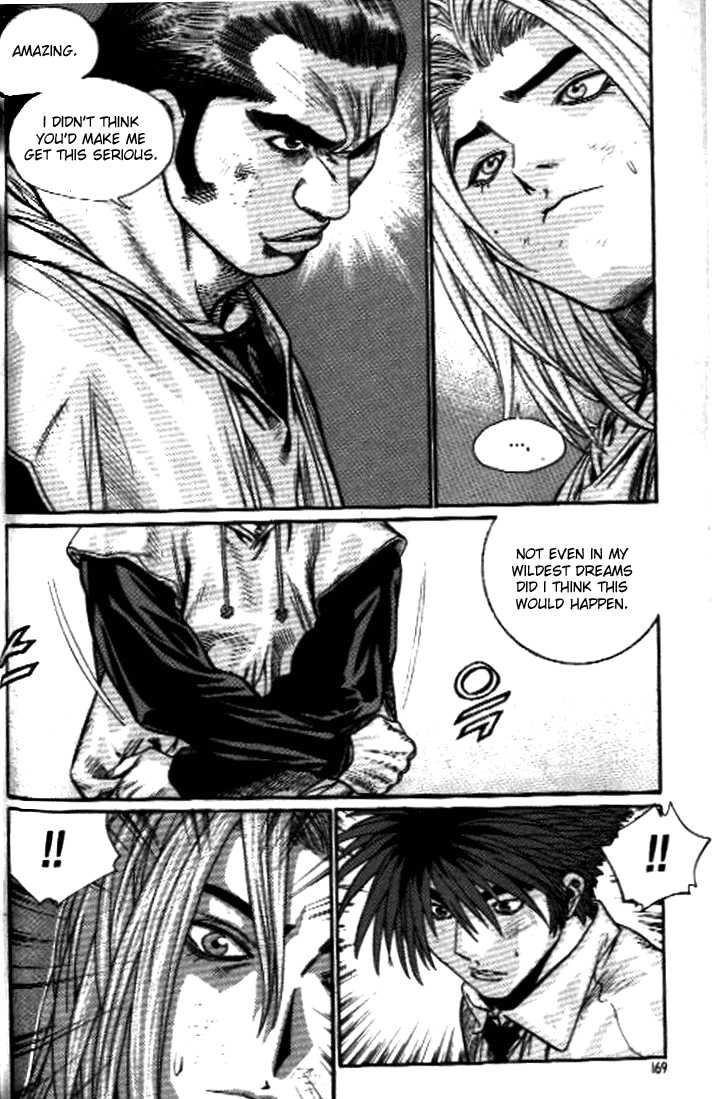 AMAZING.
I DIDN'T THINK
YOU'D MAKE ME
GET THIS SERIOUS.
....
NOT EVEN IN MY
WILDEST DREAMS
DID I THINK THIS
WOULD HAPPEN.
윽
!!
!!
169